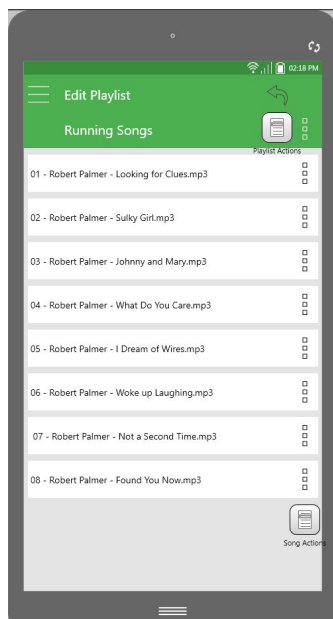 02:18 PM
Edit Playlist
Running Songs
Playlist Actions
01 - Robert Palmer - Looking for Clues.mp3
02 - Robert Palmer - Sulky Girl.mp3
03 - Robert Palmer - Johnny and Mary.mp3
04 - Robert Palmer - What Do You Care.mp3
05 - Robert Palmer - I Dream of Wires.mp3
06 - Robert Palmer - Woke up Laughing.mp3
07 - Robert Palmer - Not a Second Time.mp3
08 - Robert Palmer - Found You Now.mp3
Song Actions